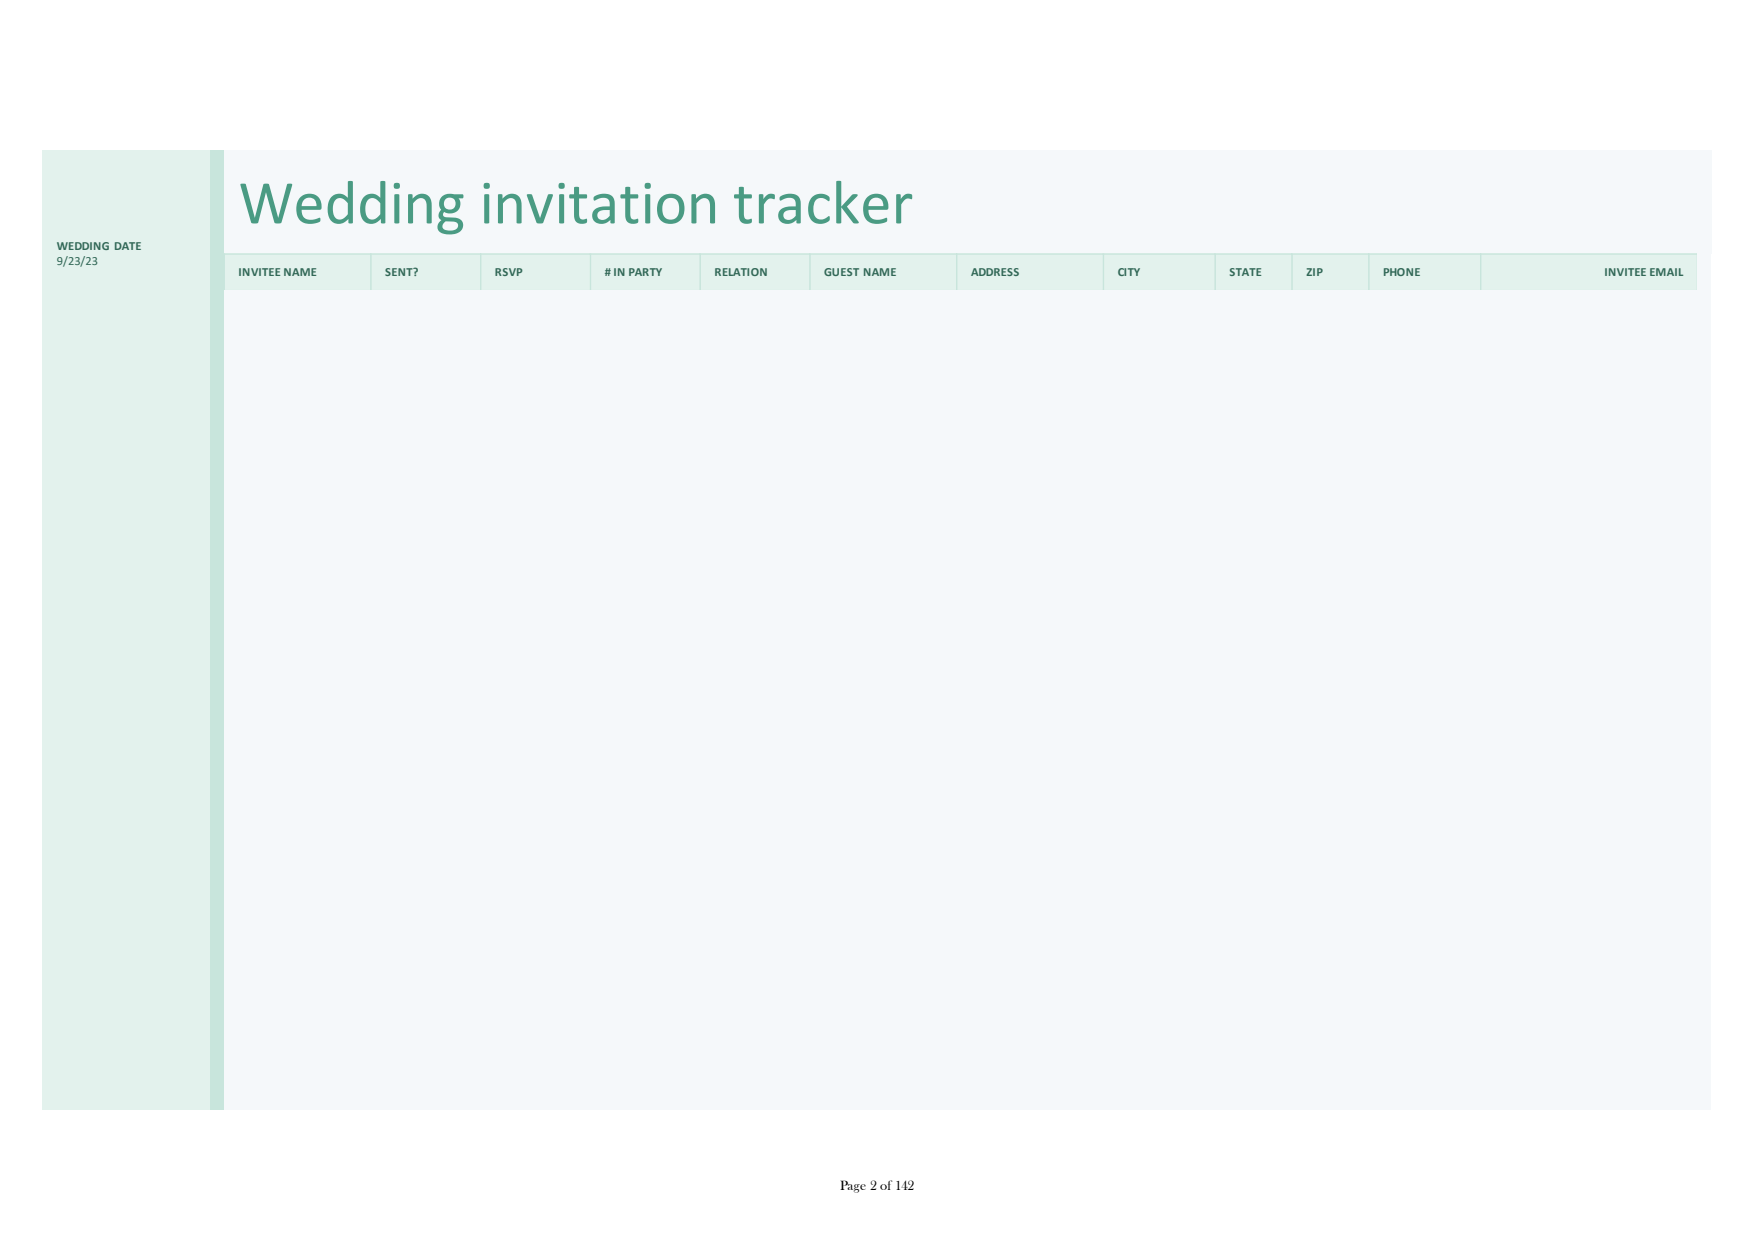 Wedding invitation tracker
WEDDING DATE
9/23/23
INVITEE NAME SENT? RSVP # IN PARTY RELATION GUEST NAME ADDRESS CITY STATE ZIP PHONE INVITEE EMAIL
Page 2 of 142